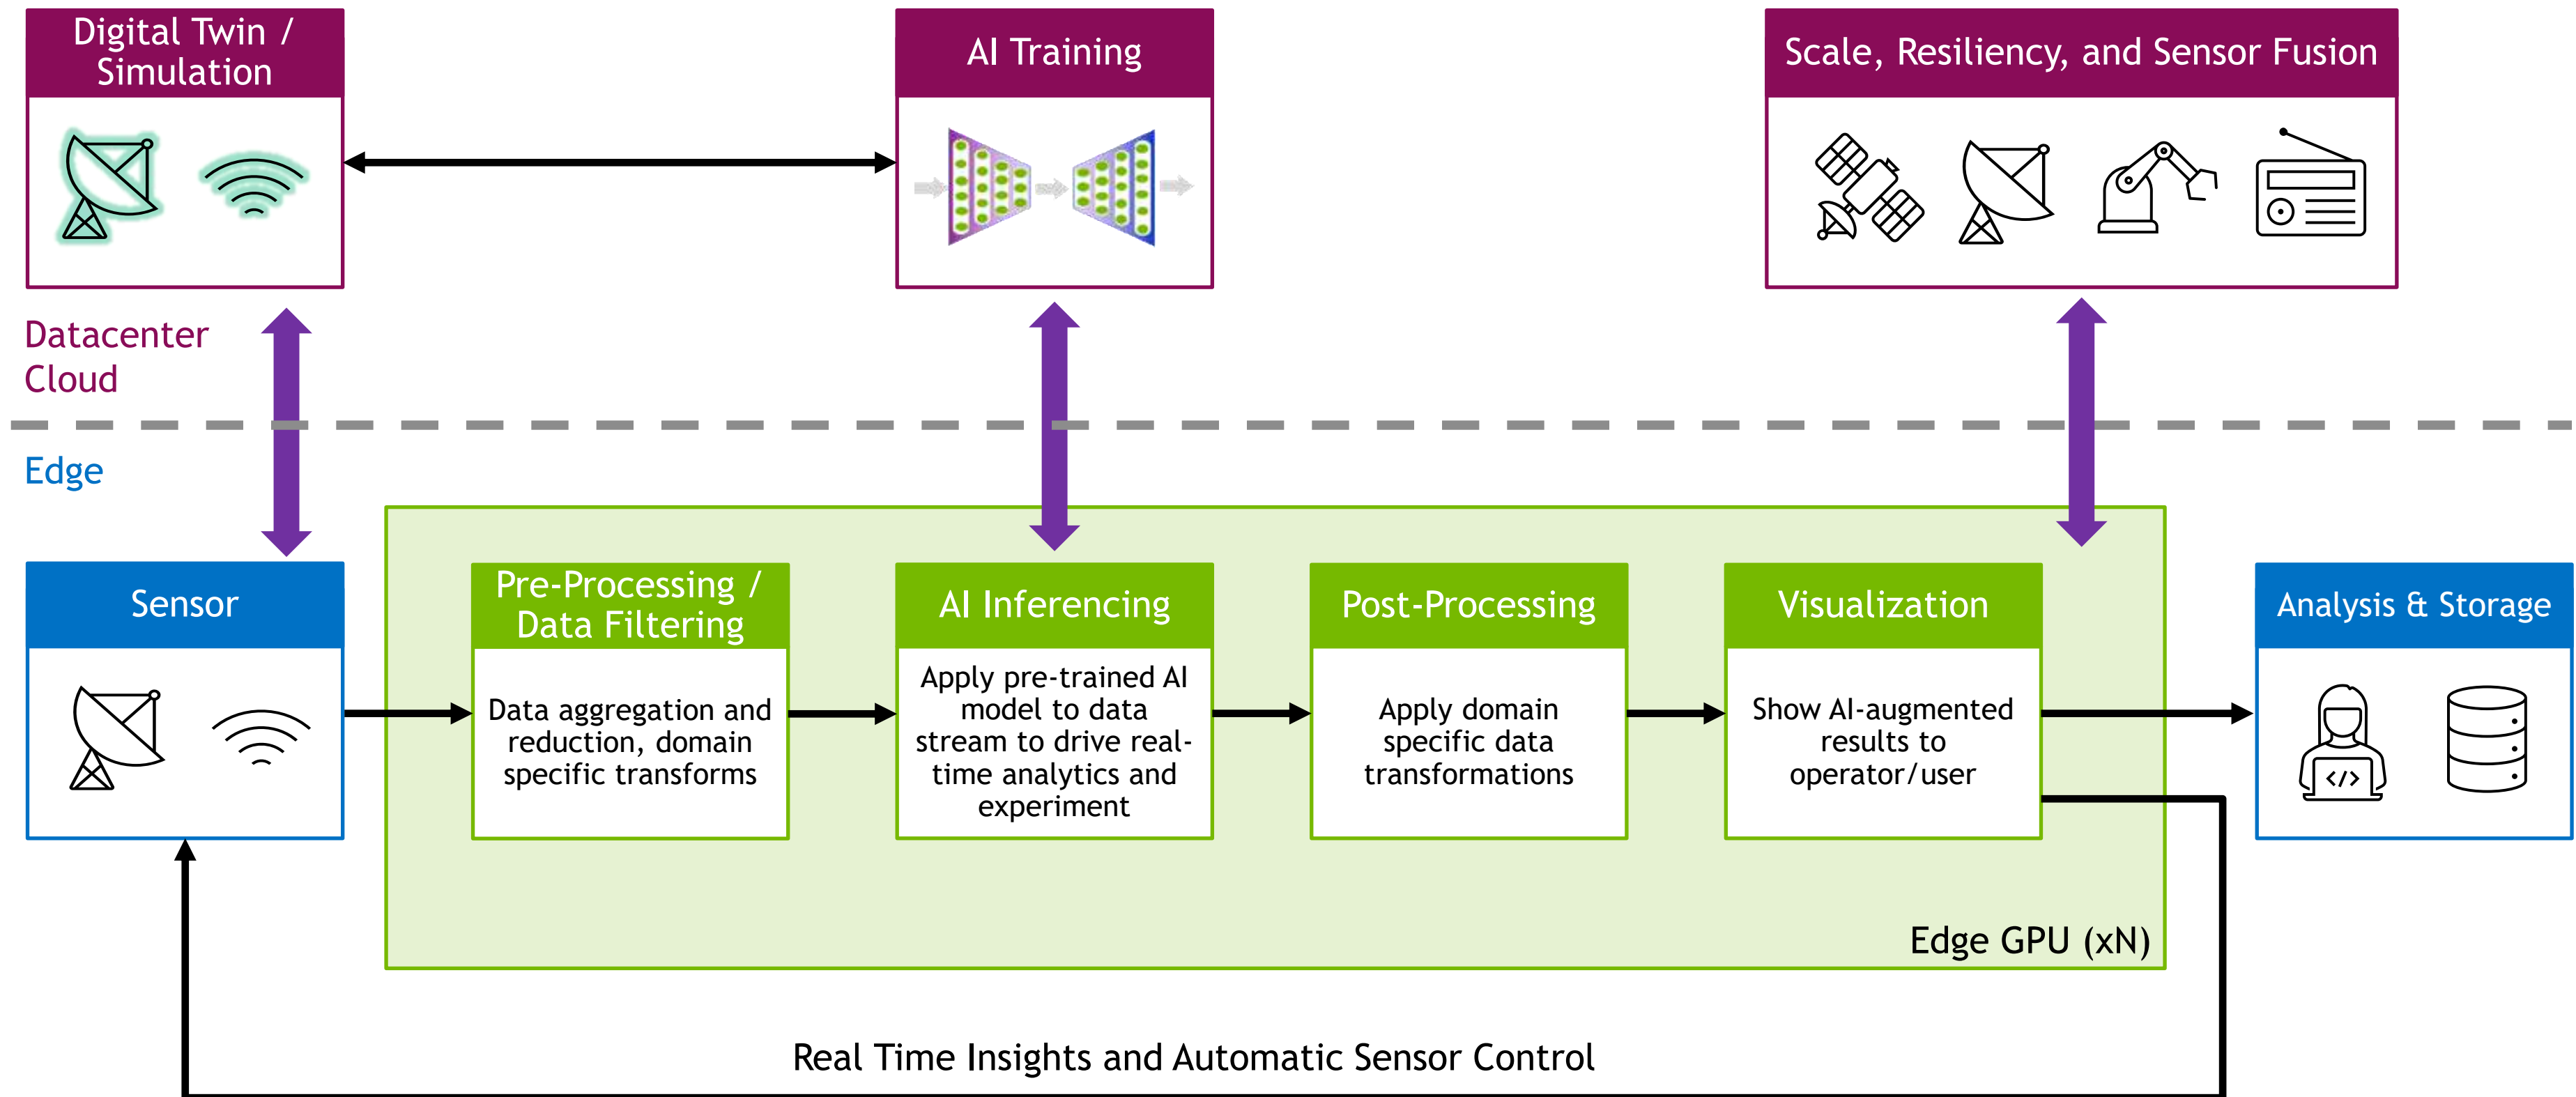 Digital Twin /
Simulation
AI Training
Scale, Resiliency, and Sensor Fusion
Datacenter
Cloud
Edge
Sensor
Pre-Processing /
Data Filtering
Data aggregation and
reduction, domain
specific transforms
AI Inferencing
Apply pre-trained AI
model to data
stream to drive real-
time analytics and
experiment
Post-Processing
Apply domain
specific data
transformations
Visualization
Show AI-augmented
results to
operator/user
Analysis & Storage
</>
Edge GPU (xN)
Real Time Insights and Automatic Sensor Control